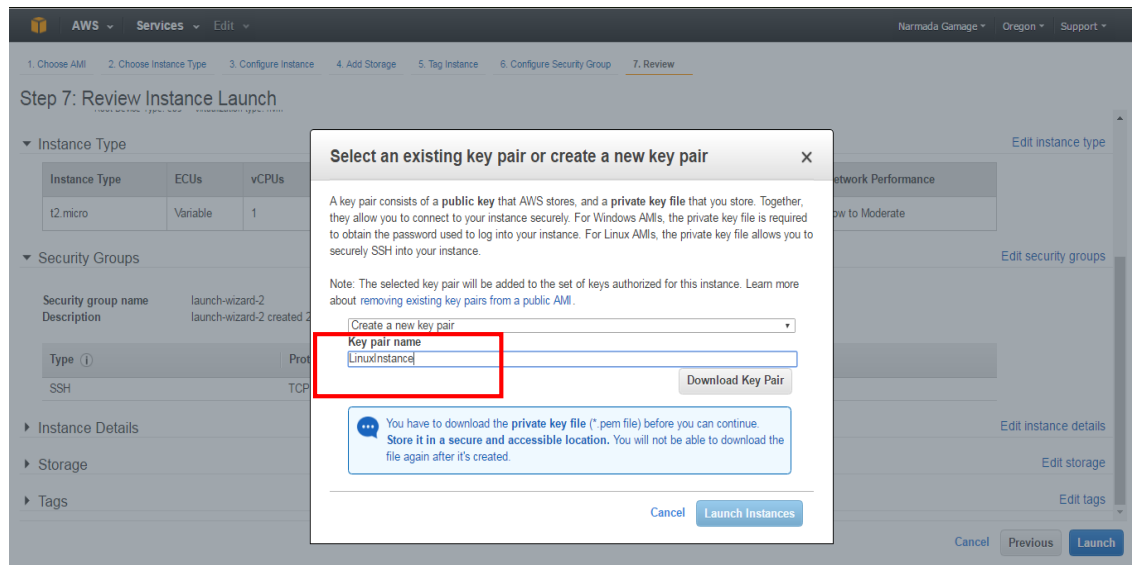 AWS Services Edit Narmada Gamage Oregon Support
1. Choose AMI 2. Choose Instance Type 3. Configure Instance 4. Add Storage 5. Tag Instance 6. Configure Security Group 7. Review
Step 7: Review Instance Launch
Instance Type Edit instance type
Instance Type ECUs vCPUs etwork Performance
t2.micro Variable 1 ow to Moderate
Security Groups Edit security groups
Security group name launch-wizard-2
Description launch-wizard-2 created 2
Type i Prot
SSH TCP
Instance Details Edit instance details
Storage Edit storage
Tags Edit tags
Cancel Previous Launch
Select an existing key pair or create a new key pair x
A key pair consists of a public key that AWS stores, and a private key file that you store. Together,
they allow you to connect to your instance securely. For Windows AMIs, the private key file is required
to obtain the password used to log into your instance. For Linux AMIs, the private key file allows you to
securely SSH into your instance.
Note: The selected key pair will be added to the set of keys authorized for this instance. Learn more
about removing existing key pairs from a public AMI.
Create a new key pair
Key pair name
LinuxInstance
Download Key Pair
You have to download the private key file (*.pem file) before you can continue.
Store it in a secure and accessible location. You will not be able to download the
file again after it's created.
Cancel Launch Instances